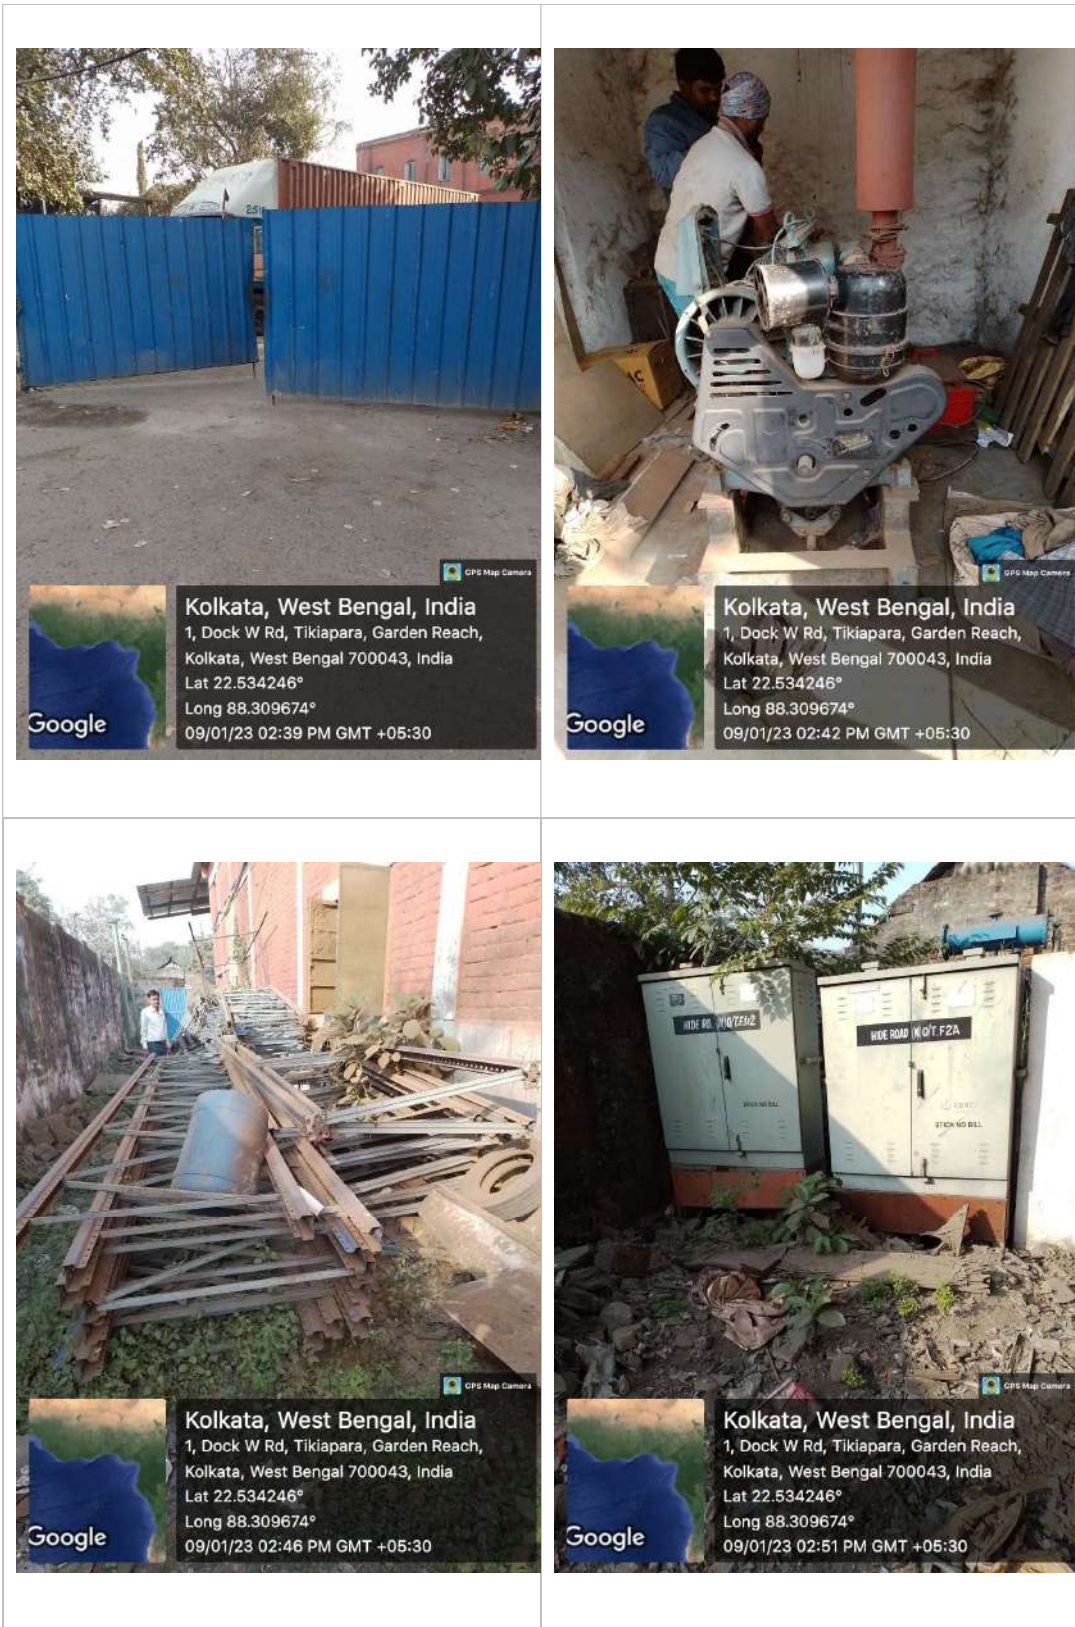 GPS Map Camera
Google
Kolkata, West Bengal, India
1, Dock W Rd, Tikiapara, Garden Reach,
Kolkata, West Bengal 700043, India
Lat 22.534246°
Long 88.309674°
09/01/23 02:39 PM GMT +05:30
AC
GPS Map Camera
Google
Kolkata, West Bengal, India
1, Dock W Rd, Tikiapara, Garden Reach,
Kolkata, West Bengal 700043, India
Lat 22.534246°
Long 88.309674°
09/01/23 02:42 PM GMT +05:30
GPS Map Camera
Google
Kolkata, West Bengal, India
1, Dock W Rd, Tikiapara, Garden Reach,
Kolkata, West Bengal 700043, India
Lat 22.534246°
Long 88.309674°
09/01/23 02:46 PM GMT +05:30
HIDE
STICK NO BILL
HIDE ROAD F2A
STICK NO BILL
GPS Map Camera
Google
Kolkata, West Bengal, India
1, Dock W Rd, Tikiapara, Garden Reach,
Kolkata, West Bengal 700043, India
Lat 22.534246°
Long 88.309674°
09/01/23 02:51 PM GMT +05:30